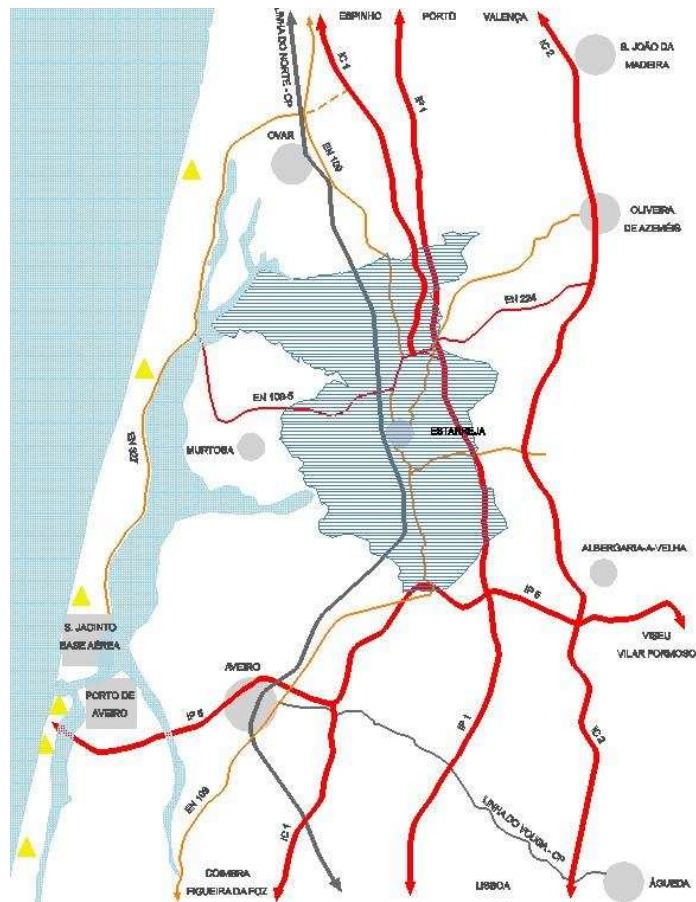 ESPINHO
PORTO
VALENÇA
LINHA DO NORTE - CP
IC 1
IP 1
IC 2
S. JOÃO DA
MADEIRA
OVAR
EN 109
OLIVEIRA
DE AZEMÉIS
EN 224
EN 109-5
ESTARREJA
MURTOSA
EN 327
ALBERGARIA-A-VELHA
IP 5
S. JACINTO
BASE AÉREA
VISEU
VILAR FORMOSO
AVEIRO
PORTO DE
AVEIRO
IP 5
IP 1
IC 2
EN 109
LINHA DO VOUGA - CP
IC 1
COIMBRA
FIGUEIRA DA FOZ
LISBOA
ÁGUEDA